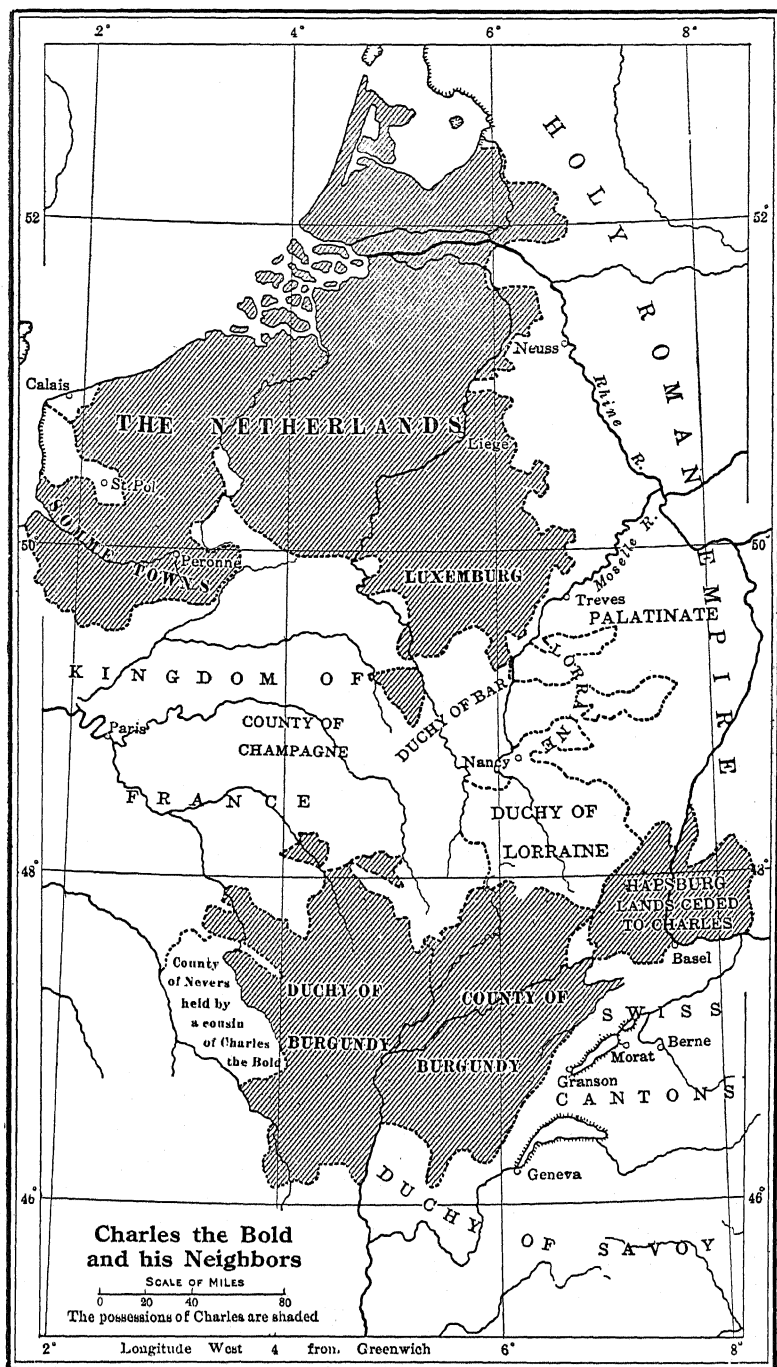 2° 4° 6° 8°
HOLY
52 52°
ROMAN
Neuss
Rhine R.
Calais
THE NETHERLANDS
Liege
St. Pol
SOMME TOWNS
50° 50°
Peronne
Moselle R.
EMPIRE
LUXEMBURG
Treves
PALATINATE
KINGDOM OF
LORRAINE
DUCHY OF BAR
Paris
COUNTY OF
CHAMPAGNE
Nancy
FRANCE
DUCHY OF
LORRAINE
48° 48°
HAPSBURG
LANDS CEDED
TO CHARLES
Basel
County
of Nevers
held by
a cousin
of Charles
the Bold
DUCHY OF
BURGUNDY
COUNTY OF
BURGUNDY
SWISS
Berne
Morat
Granson
CANTONS
Geneva
46° 46°
DUCHY
OF SAVOY
Charles the Bold
and his Neighbors
SCALE OF MILES
0 20 40 80
The possessions of Charles are shaded
2° Longitude West 4 from Greenwich 6° 8°